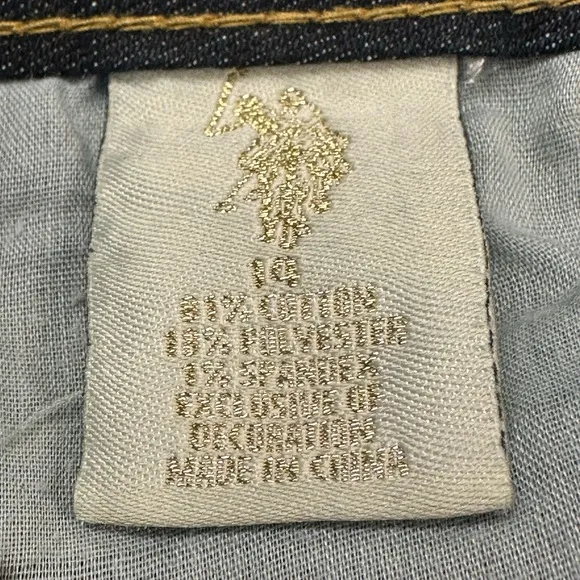 14
81% COTTON
18% POLYESTER
1% SPANDEX
EXCLUSIVE OF
DECORATION
MADE IN CHINA